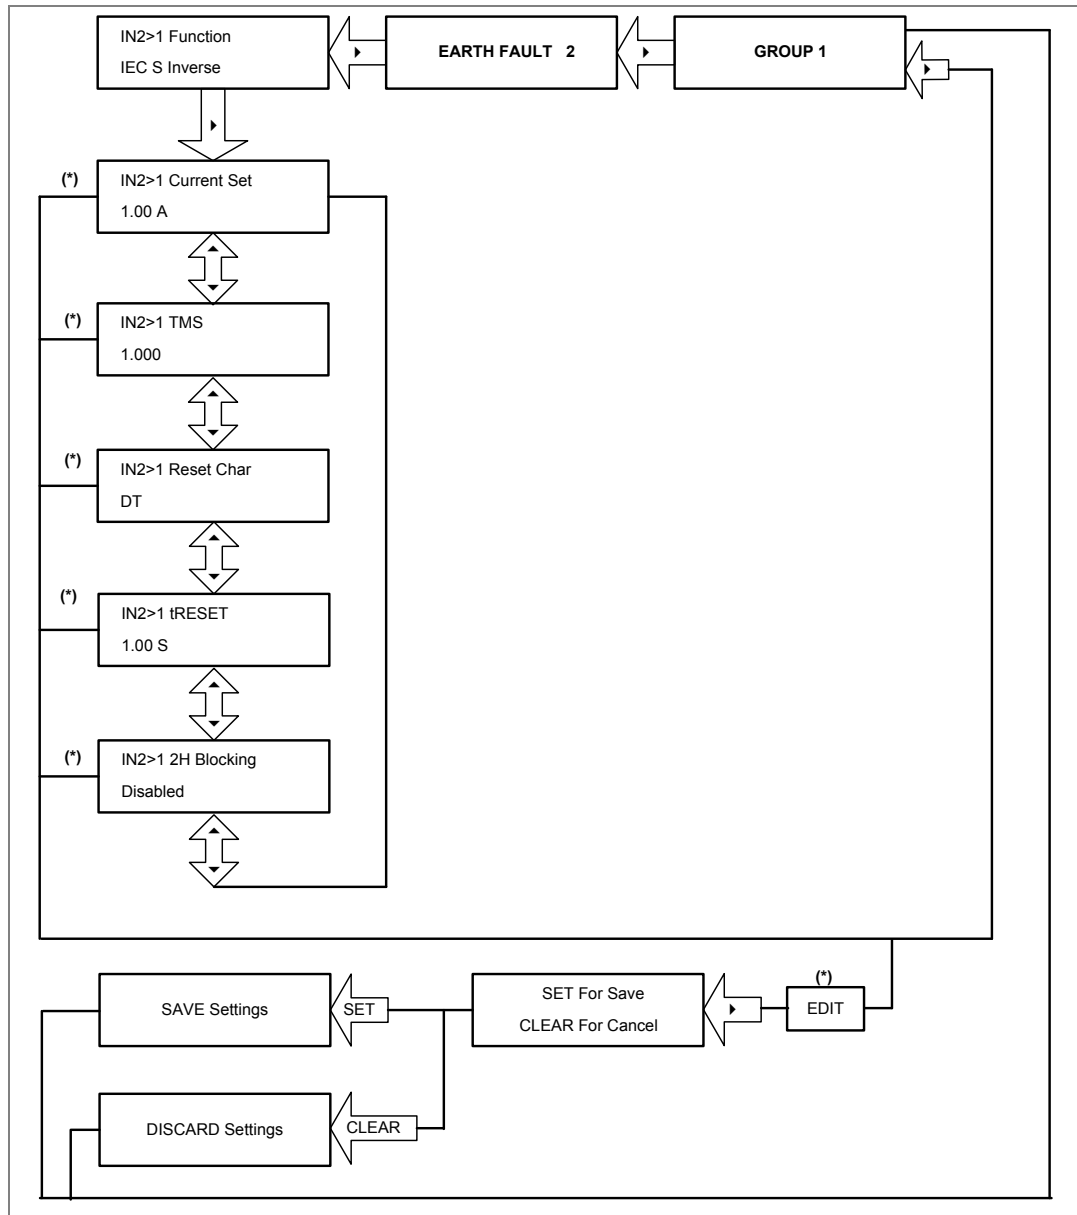 IN2>1 Function
IEC S Inverse
EARTH FAULT 2
GROUP 1
(*)
IN2>1 Current Set
1.00 A
(*)
IN2>1 TMS
1.000
(*)
IN2>1 Reset Char
DT
(*)
IN2>1 tRESET
1.00 S
(*)
IN2>1 2H Blocking
Disabled
SAVE Settings
SET
SET For Save
CLEAR For Cancel
(*)
EDIT
DISCARD Settings
CLEAR